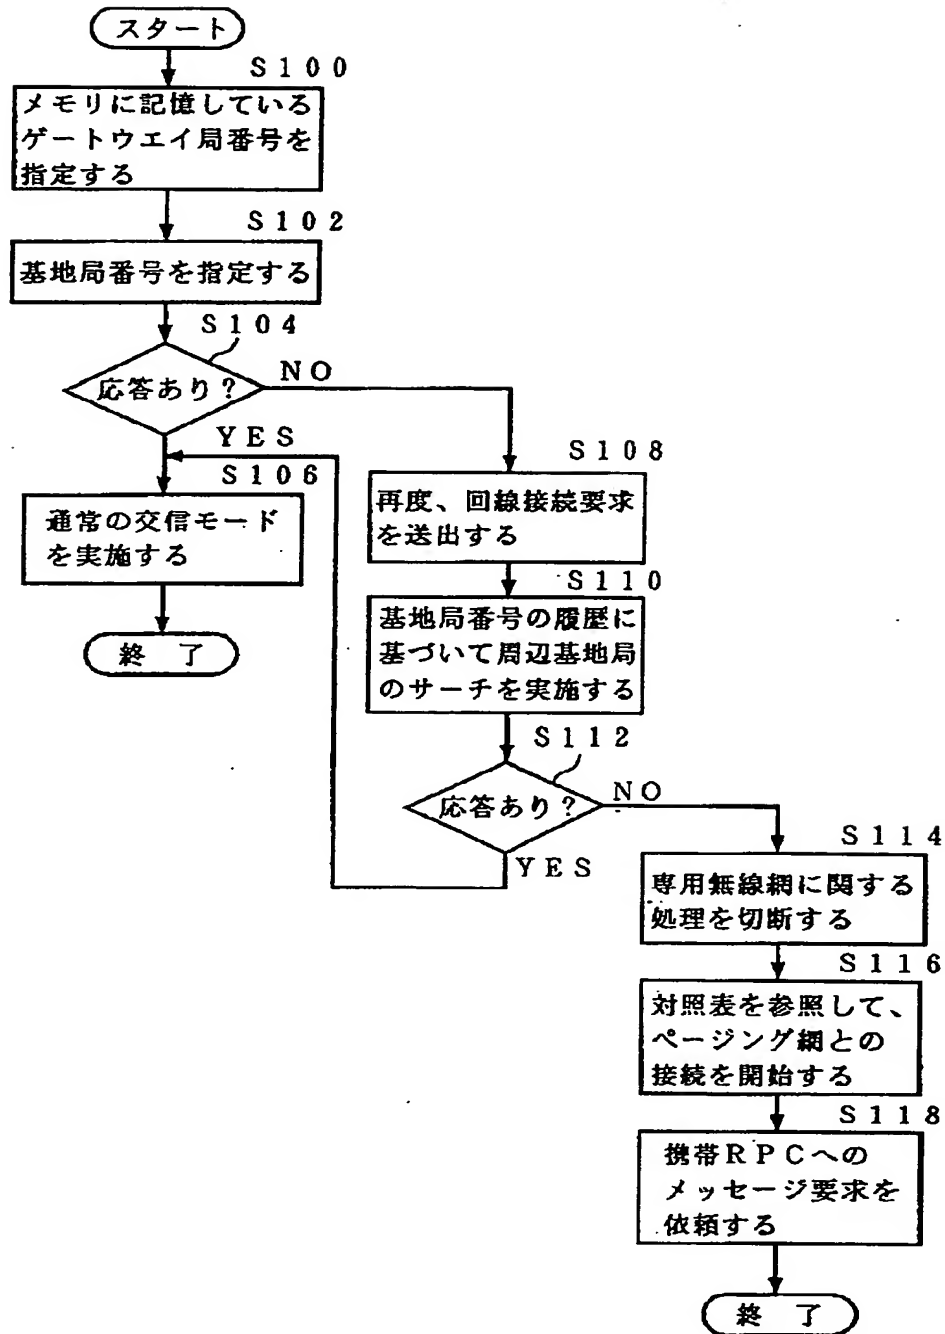 スタート
S100
メモリに記憶している
ゲートウエイ局番号を
指定する
S102
基地局番号を指定する
S104
応答あり?
NO
YES
S106
通常の交信モード
を実施する
終 了
S108
再度、回線接続要求
を送出する
S110
基地局番号の履歴に
基づいて周辺基地局
のサーチを実施する
S112
応答あり?
NO
YES
S114
専用無線網に関する
処理を切断する
S116
対照表を参照して、
ページング網との
接続を開始する
S118
携帯RPCへの
メッセージ要求を
依頼する
終 了